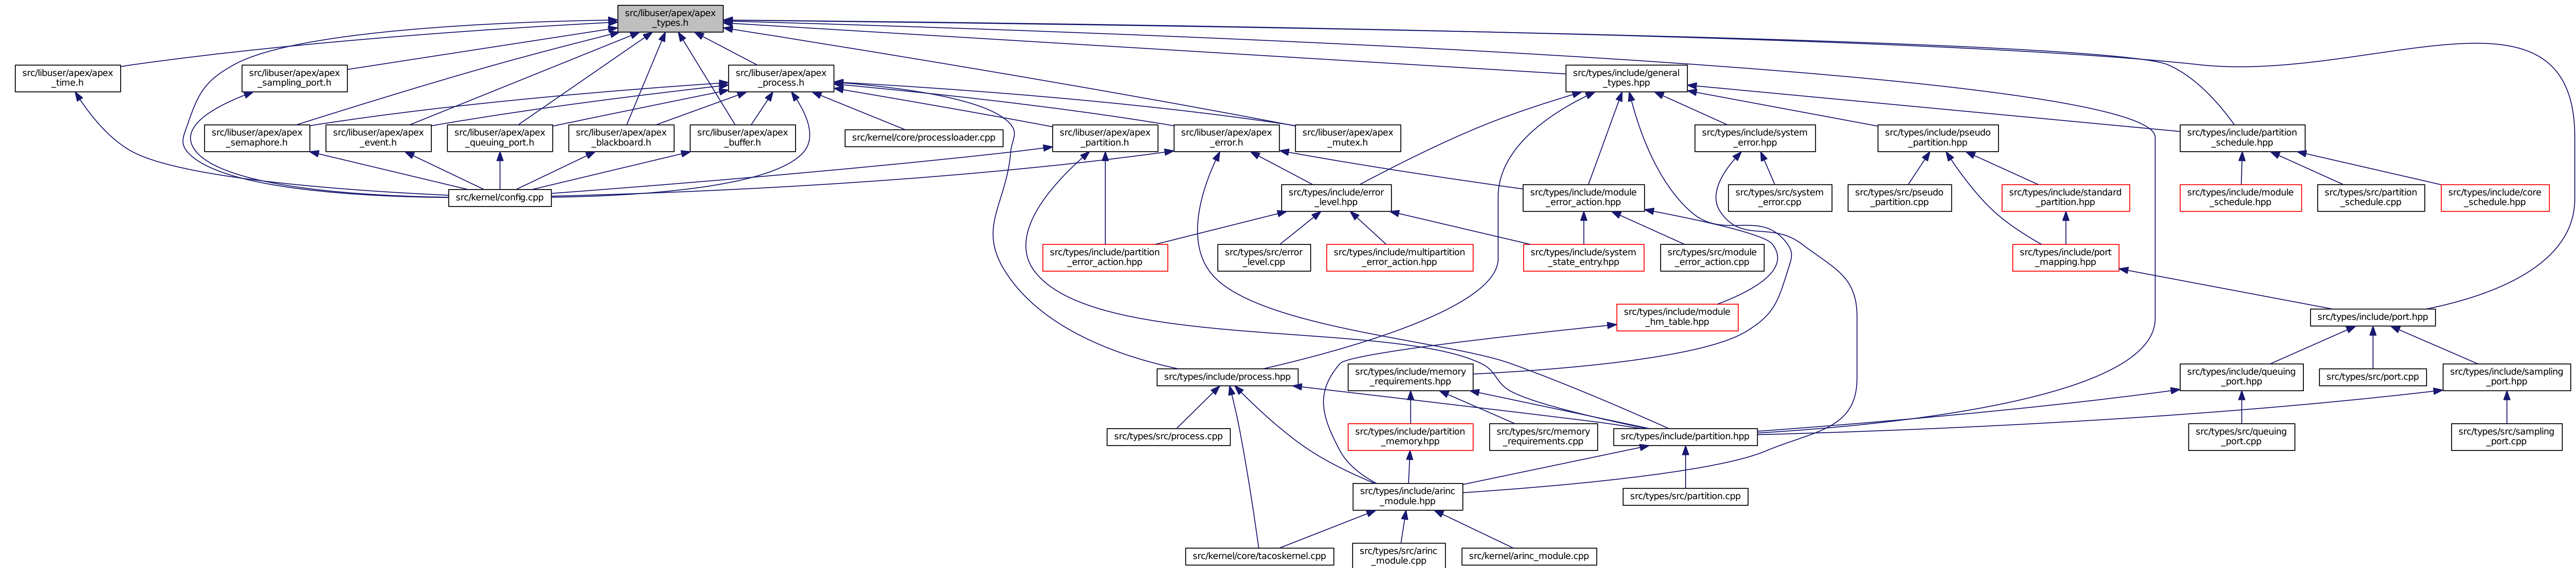 src/libuser/apex/apex
_types.h
src/libuser/apex/apex
_time.h
src/libuser/apex/apex
_sampling_port.h
src/libuser/apex/apex
_process.h
src/types/include/general
_types.hpp
src/libuser/apex/apex
_semaphore.h
src/libuser/apex/apex
_event.h
src/libuser/apex/apex
_queuing_port.h
src/libuser/apex/apex
_blackboard.h
src/libuser/apex/apex
_buffer.h
src/kernel/core/processloader.cpp
src/libuser/apex/apex
_partition.h
src/libuser/apex/apex
_error.h
src/libuser/apex/apex
_mutex.h
src/types/include/system
_error.hpp
src/types/include/pseudo
_partition.hpp
src/types/include/partition
_schedule.hpp
src/kernel/config.cpp
src/types/include/error
_level.hpp
src/types/include/module
_error_action.hpp
src/types/src/system
_error.cpp
src/types/src/pseudo
_partition.cpp
src/types/include/standard
_partition.hpp
src/types/include/module
_schedule.hpp
src/types/src/partition
_schedule.cpp
src/types/include/core
_schedule.hpp
src/types/include/partition
_error_action.hpp
src/types/src/error
_level.cpp
src/types/include/multipartition
_error_action.hpp
src/types/include/system
_state_entry.hpp
src/types/src/module
_error_action.cpp
src/types/include/port
_mapping.hpp
src/types/include/module
_hm_table.hpp
src/types/include/port.hpp
src/types/include/process.hpp
src/types/include/memory
_requirements.hpp
src/types/include/queuing
_port.hpp
src/types/src/port.cpp
src/types/include/sampling
_port.hpp
src/types/src/process.cpp
src/types/include/partition
_memory.hpp
src/types/src/memory
_requirements.cpp
src/types/include/partition.hpp
src/types/src/queuing
_port.cpp
src/types/src/sampling
_port.cpp
src/types/include/arinc
_module.hpp
src/types/src/partition.cpp
src/kernel/core/tacoskernel.cpp
src/types/src/arinc
_module.cpp
src/kernel/arinc_module.cpp